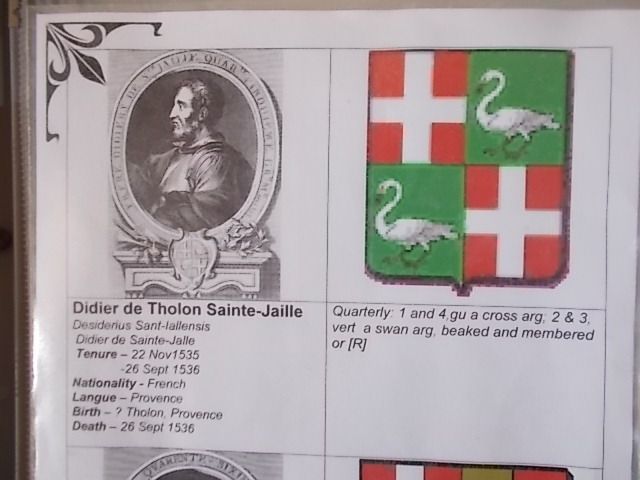 Didier de Tholon Sainte-Jaille
Desiderius Sant-Iallensis
Didier de Sainte-Jalle
Tenure – 22 Nov1535
-26 Sept 1536
Nationality - French
Langue – Provence
Birth – ? Tholon, Provence
Death – 26 Sept 1536
Quarterly: 1 and 4,gu a cross arg; 2 & 3,
vert a swan arg, beaked and membered
or [R]